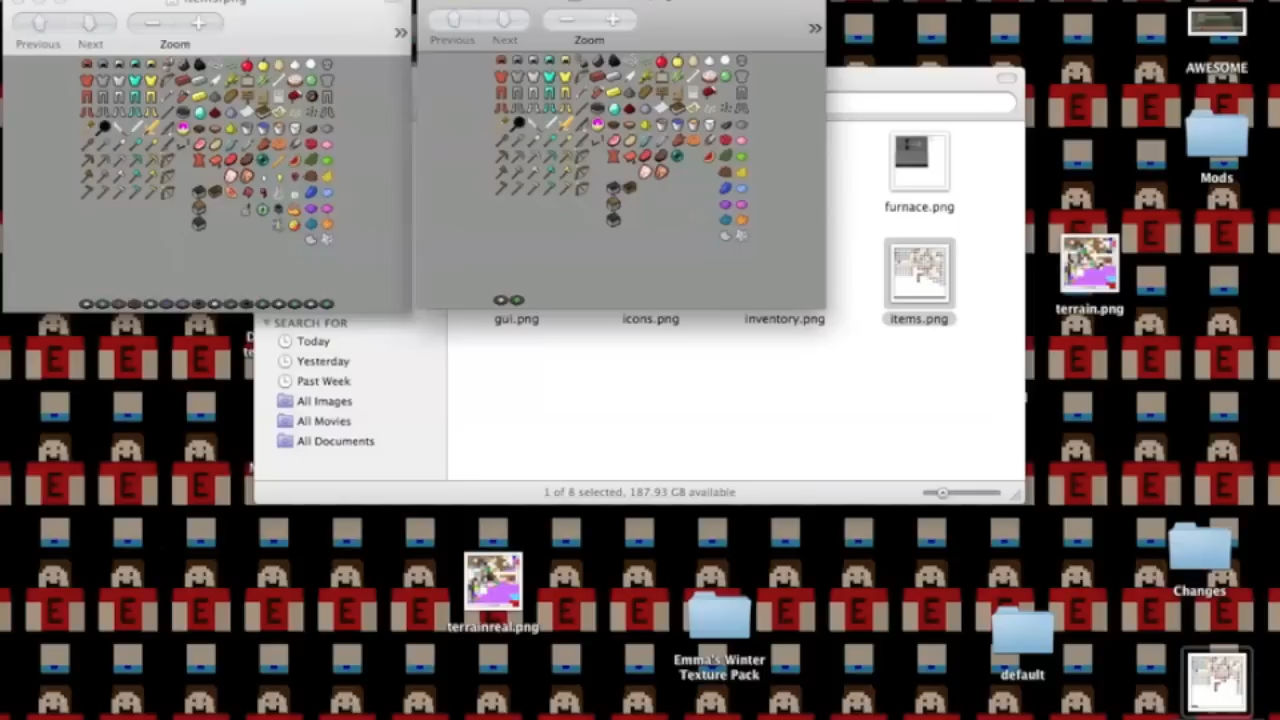 Previous
Next
Zoom
Previous
Next
Zoom
furnace.png
gui.png
icons.png
inventory.png
items.png
SEARCH FOR
Today
Yesterday
Past Week
All Images
All Movies
All Documents
1 of 8 selected, 187.93 GB available
AWESOME
Mods
terrain.png
Changes
terrainreal.png
Emma's Winter
Texture Pack
default
E